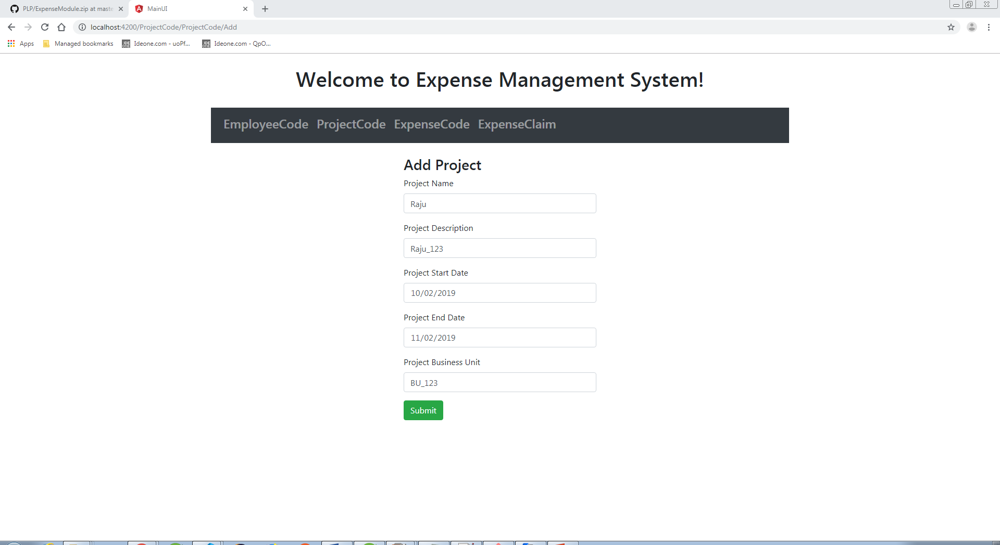 PLP/ExpenseModule.zip at maste
MainUI
localhost:4200/ProjectCode/ProjectCode/Add
Apps
Managed bookmarks
Ideone.com - uoPf...
Ideone.com - QpO...
Welcome to Expense Management System!
EmployeeCode ProjectCode ExpenseCode ExpenseClaim
Add Project
Project Name
Raju
Project Description
Raju_123
Project Start Date
10/02/2019
Project End Date
11/02/2019
Project Business Unit
BU_123
Submit